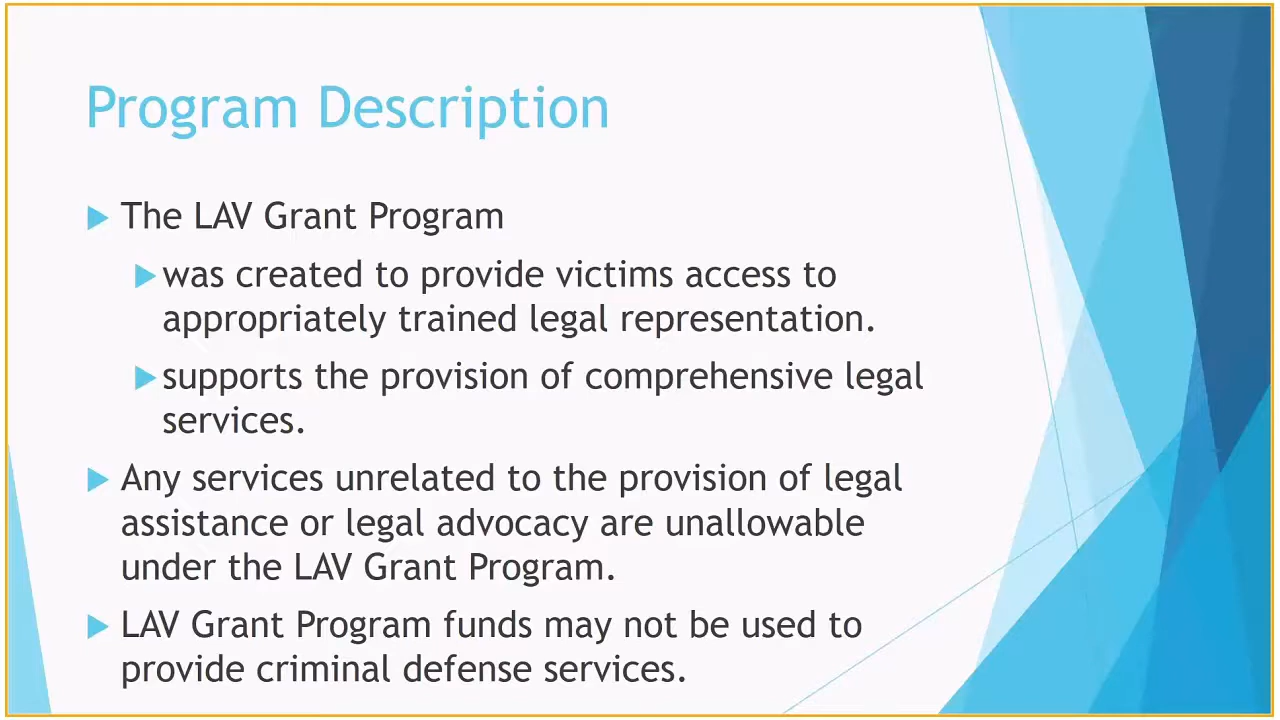 Program Description
The LAV Grant Program
was created to provide victims access to
appropriately trained legal representation.
supports the provision of comprehensive legal
services.
Any services unrelated to the provision of legal
assistance or legal advocacy are unallowable
under the LAV Grant Program.
LAV Grant Program funds may not be used to
provide criminal defense services.